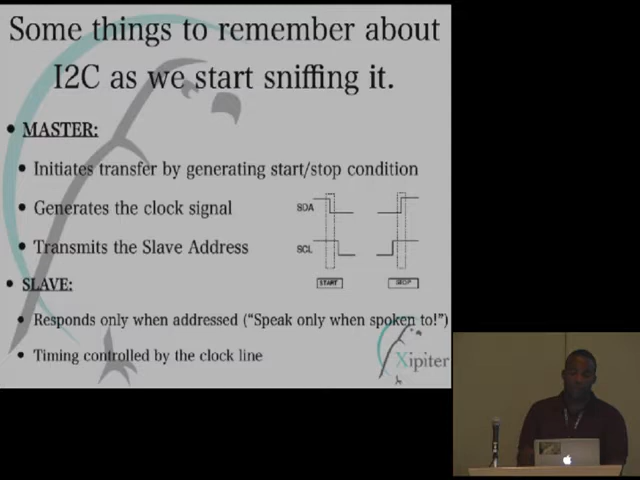 Some things to remember about
I2C as we start sniffing it.
• MASTER:
• Initiates transfer by generating start/stop condition
• Generates the clock signal
• Transmits the Slave Address
SDA
SCL
START
STOP
• SLAVE:
• Responds only when addressed ("Speak only when spoken to!")
• Timing controlled by the clock line
Xipiter